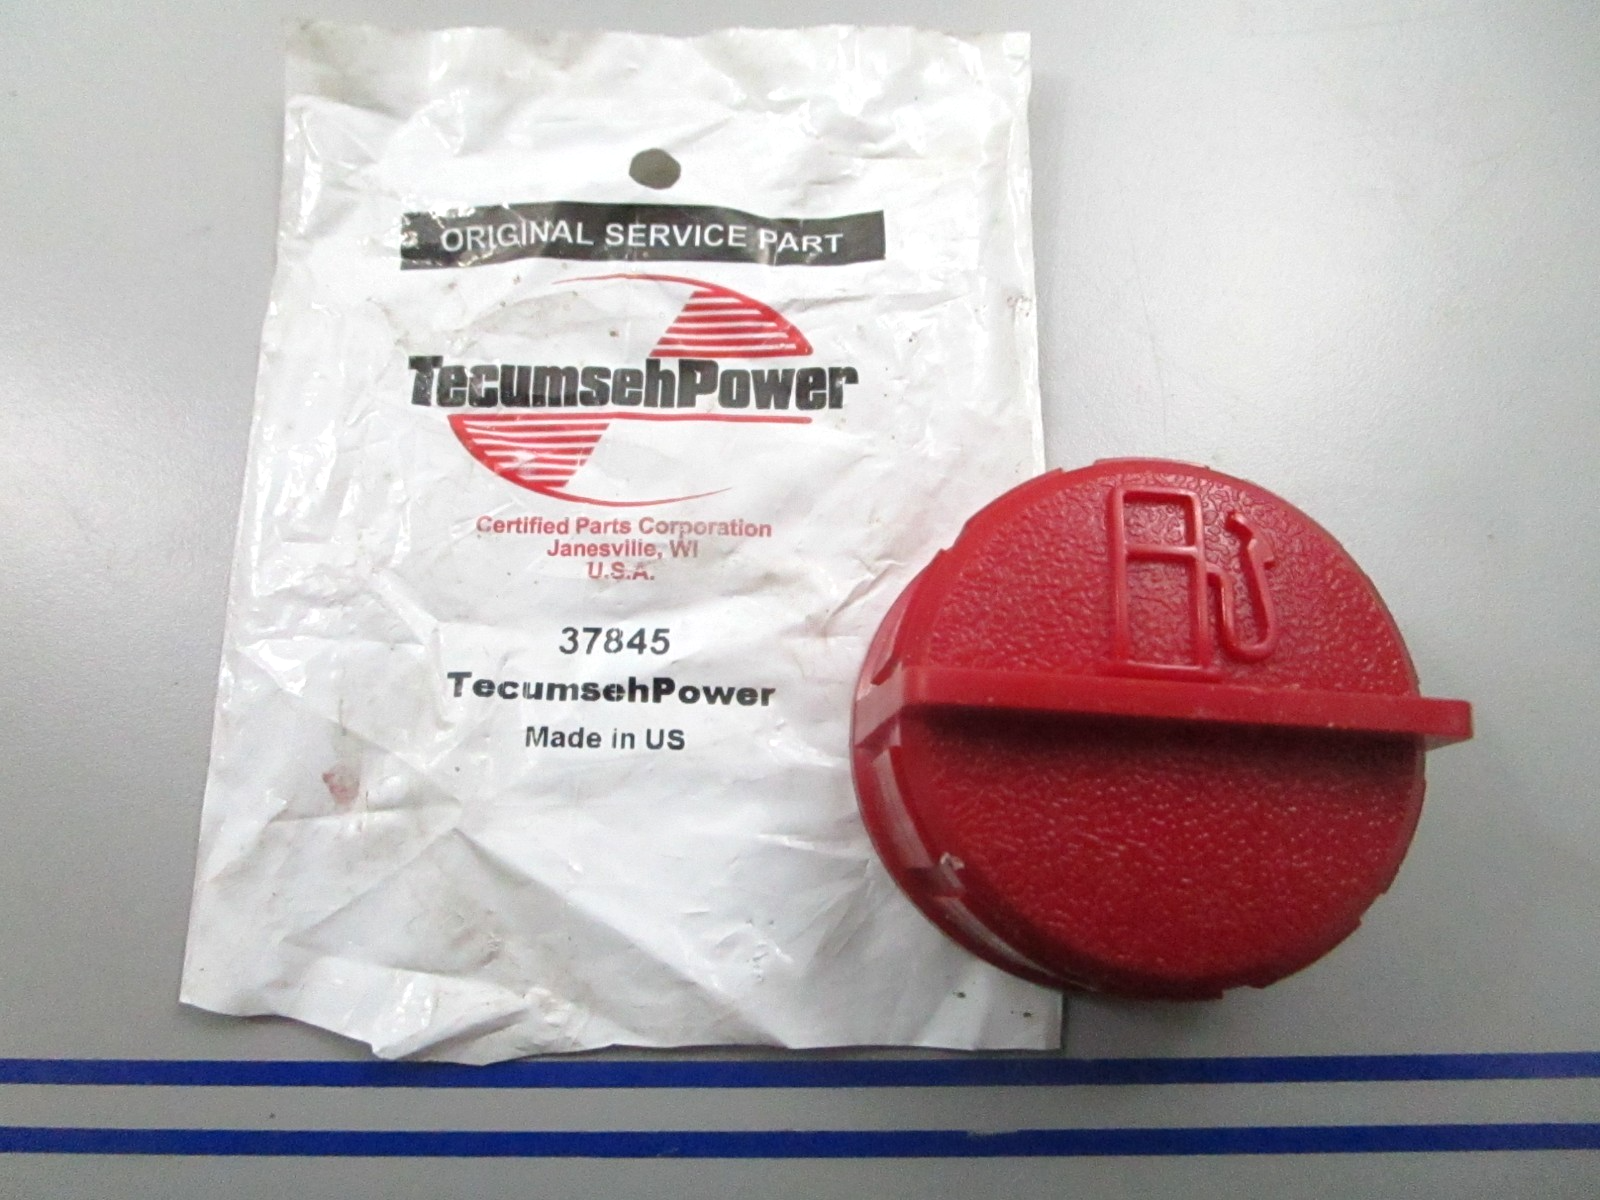 ORIGINAL SERVICE PART
TecumsehPower
Certified Parts Corporation
Janesville, WI
U.S.A.
37845
TecumsehPower
Made in US